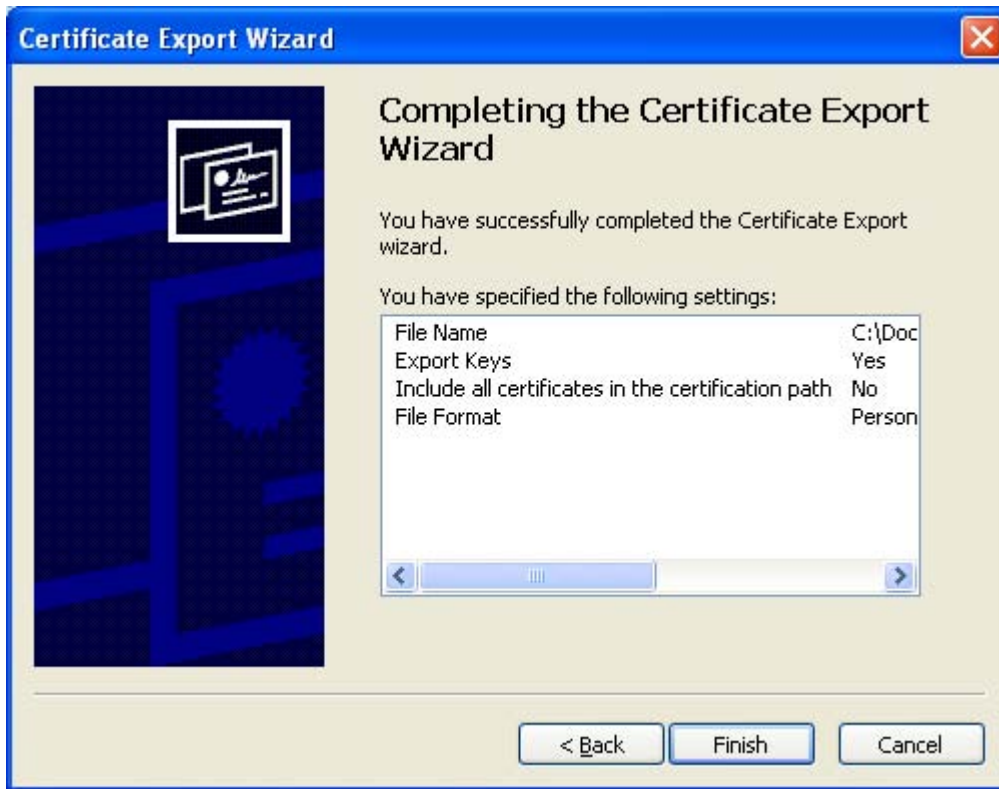 Certificate Export Wizard
Completing the Certificate Export
Wizard
You have successfully completed the Certificate Export
wizard.
You have specified the following settings:
File Name C:\Doc
Export Keys Yes
Include all certificates in the certification path No
File Format Person
< Back Finish Cancel